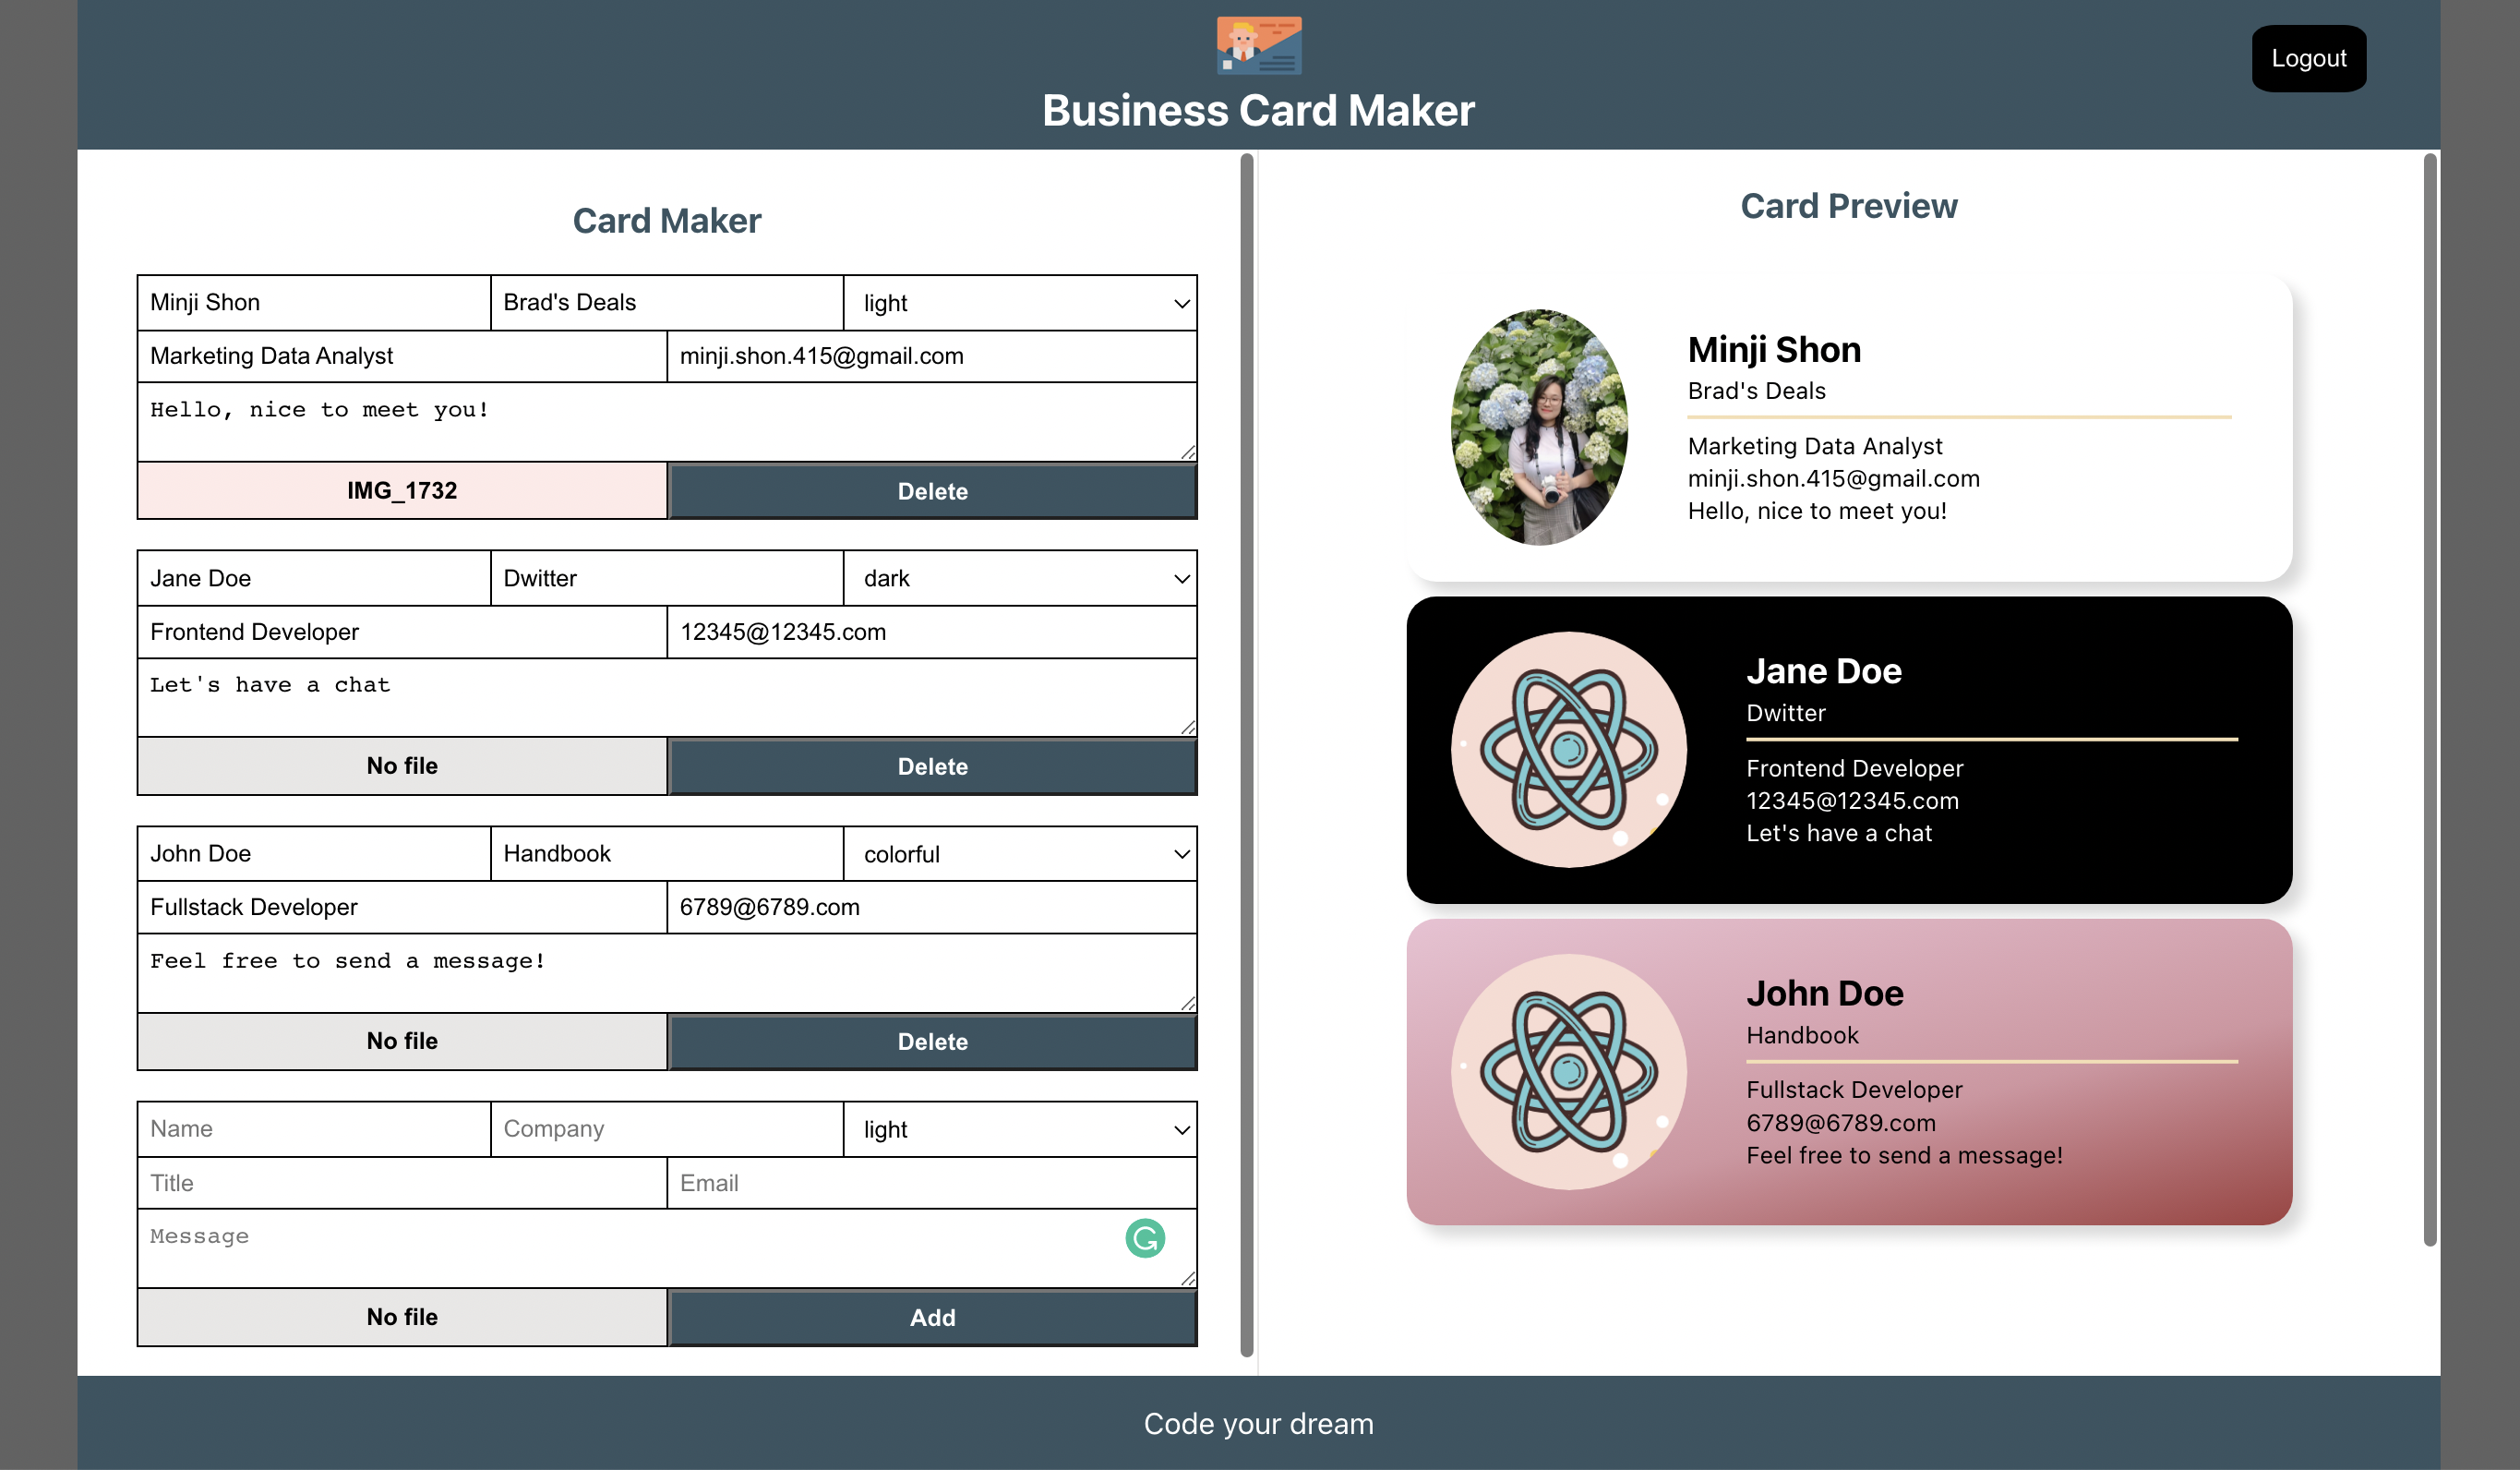 Business Card Maker
Logout
Card Maker
Minji Shon
Brad's Deals
light
Marketing Data Analyst
minji.shon.415@gmail.com
Hello, nice to meet you!
IMG_1732
Delete
Jane Doe
Dwitter
dark
Frontend Developer
12345@12345.com
Let's have a chat
No file
Delete
John Doe
Handbook
colorful
Fullstack Developer
6789@6789.com
Feel free to send a message!
No file
Delete
Name
Company
light
Title
Email
Message
No file
Add
Card Preview
Minji Shon
Brad's Deals
Marketing Data Analyst
minji.shon.415@gmail.com
Hello, nice to meet you!
Jane Doe
Dwitter
Frontend Developer
12345@12345.com
Let's have a chat
John Doe
Handbook
Fullstack Developer
6789@6789.com
Feel free to send a message!
Code your dream